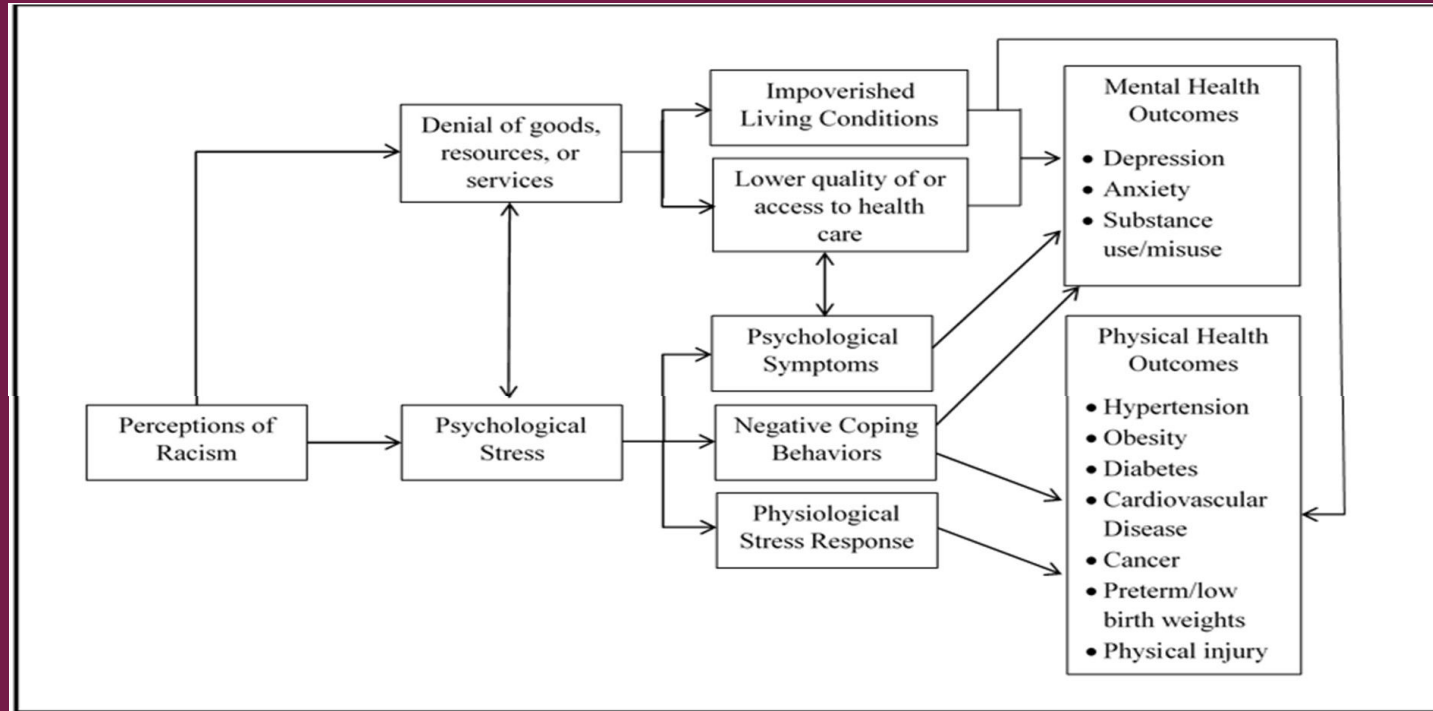 Impoverished
Living Conditions
Denial of goods,
resources, or
services
Lower quality of or
access to health
care
Mental Health
Outcomes
• Depression
• Anxiety
• Substance
use/misuse
Perceptions of
Racism
Psychological
Stress
Psychological
Symptoms
Negative Coping
Behaviors
Physiological
Stress Response
Physical Health
Outcomes
• Hypertension
• Obesity
• Diabetes
• Cardiovascular
Disease
• Cancer
• Preterm/low
birth weights
• Physical injury